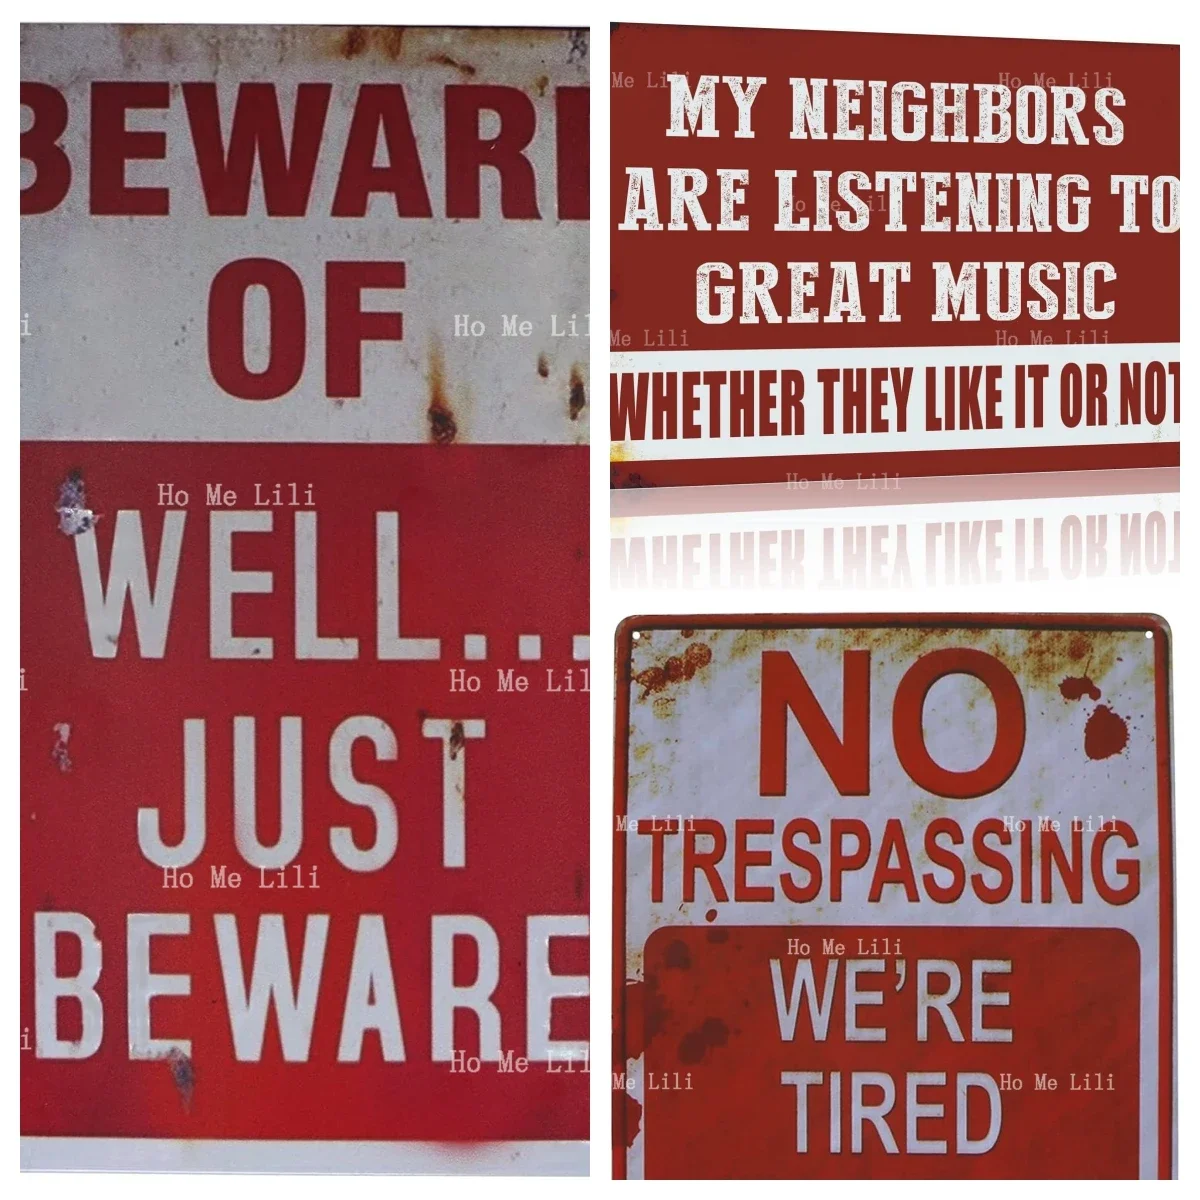 BEWARE
OF
WELL...
JUST
BEWARE
MY NEIGHBORS
ARE LISTENING TO
GREAT MUSIC
WHETHER THEY LIKE IT OR NOT
NO
TRESPASSING
WE'RE
TIRED
Ho Me Lili